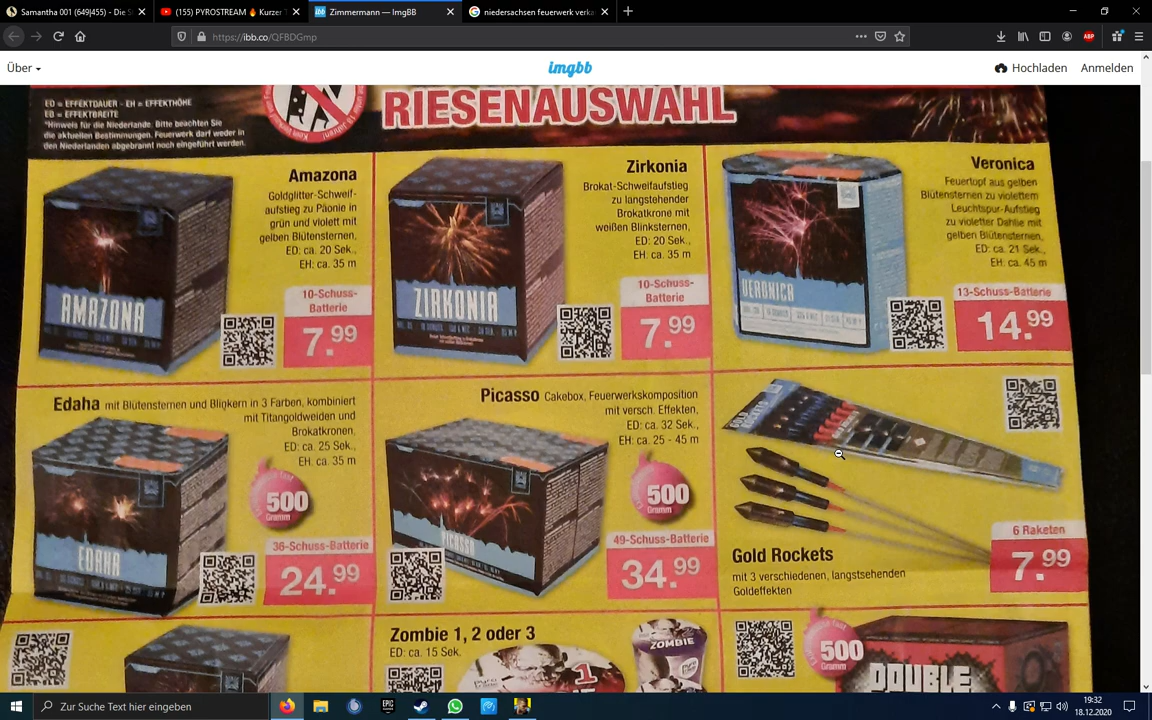 Samantha 001 (649|455) - Die S
(155) PYROSTREAM 🔥 Kurzer T
Zimmermann — ImgBB
niedersachsen feuerwerk verka
https://ibb.co/QFBDGmp
ABP
Über
imgbb
Hochladen
Anmelden
ED = EFFEKTDAUER - EH = EFFEKTHÖHE
EB = EFFEKTBREITE
*Hinweis für die Niederlande. Bitte beachten Sie
die aktuellen Bestimmungen. Feuerwerk darf weder in
den Niederlanden abgebrannt noch eingeführt werden.
RIESENAUSWAHL
Amazona
Goldglitter-Schweif-
aufstieg zu Päonie in
grün und violett mit
gelben Blütensternen,
ED: ca. 20 Sek.,
EH: ca. 35 m
10-Schuss-
Batterie
7.99
AMAZONA
Zirkonia
Brokat-Schweifaufstieg
zu langstehender
Brokatkrone mit
weißen Blinksternen,
ED: 20 Sek.,
EH: ca. 35 m
10-Schuss-
Batterie
7.99
ZIRKONIA
Veronica
Feuertopf aus gelben
Blütensternen zu violettem
Leuchtspur-Aufstieg
zu violetter Dahlie mit
gelben Blütensternen,
ED: ca. 21 Sek.,
EH: ca. 45 m
13-Schuss-Batterie
14.99
VERONICA
Edaha mit Blütensternen und Blinkern in 3 Farben, kombiniert
mit Titangoldweiden und
Brokatkronen,
ED: ca. 25 Sek.,
EH: ca. 35 m
500
Gramm
36-Schuss-Batterie
24.99
EDAHA
Picasso Cakebox, Feuerwerkskomposition
mit versch. Effekten,
ED: ca. 32 Sek.,
EH: ca. 25 - 45 m
500
Gramm
49-Schuss-Batterie
34.99
PICASSO
GOLD ROCKETS
6 Raketen
7.99
Gold Rockets
mit 3 verschiedenen, langstsehenden
Goldeffekten
Zombie 1, 2 oder 3
ED: ca. 15 Sek.
ZOMBIE
1
500
Gramm
DOUBLE
Zur Suche Text hier eingeben
EPIC
19:32
18.12.2020